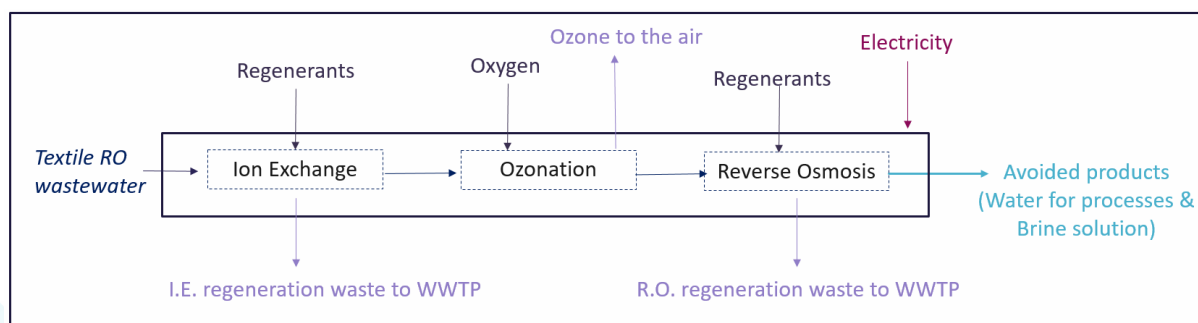 Ozone to the air
Electricity
Regenerants
Oxygen
Regenerants
Textile RO
wastewater
Ion Exchange
Ozonation
Reverse Osmosis
Avoided products
(Water for processes &
Brine solution)
I.E. regeneration waste to WWTP
R.O. regeneration waste to WWTP